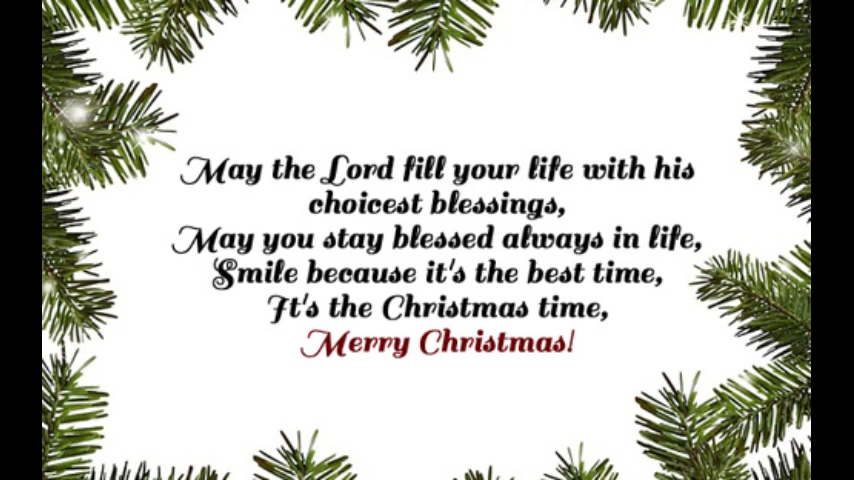 May the Lord fill your life with his
choicest blessings,
May you stay blessed always in life,
Smile because it's the best time,
It's the Christmas time,
Merry Christmas!